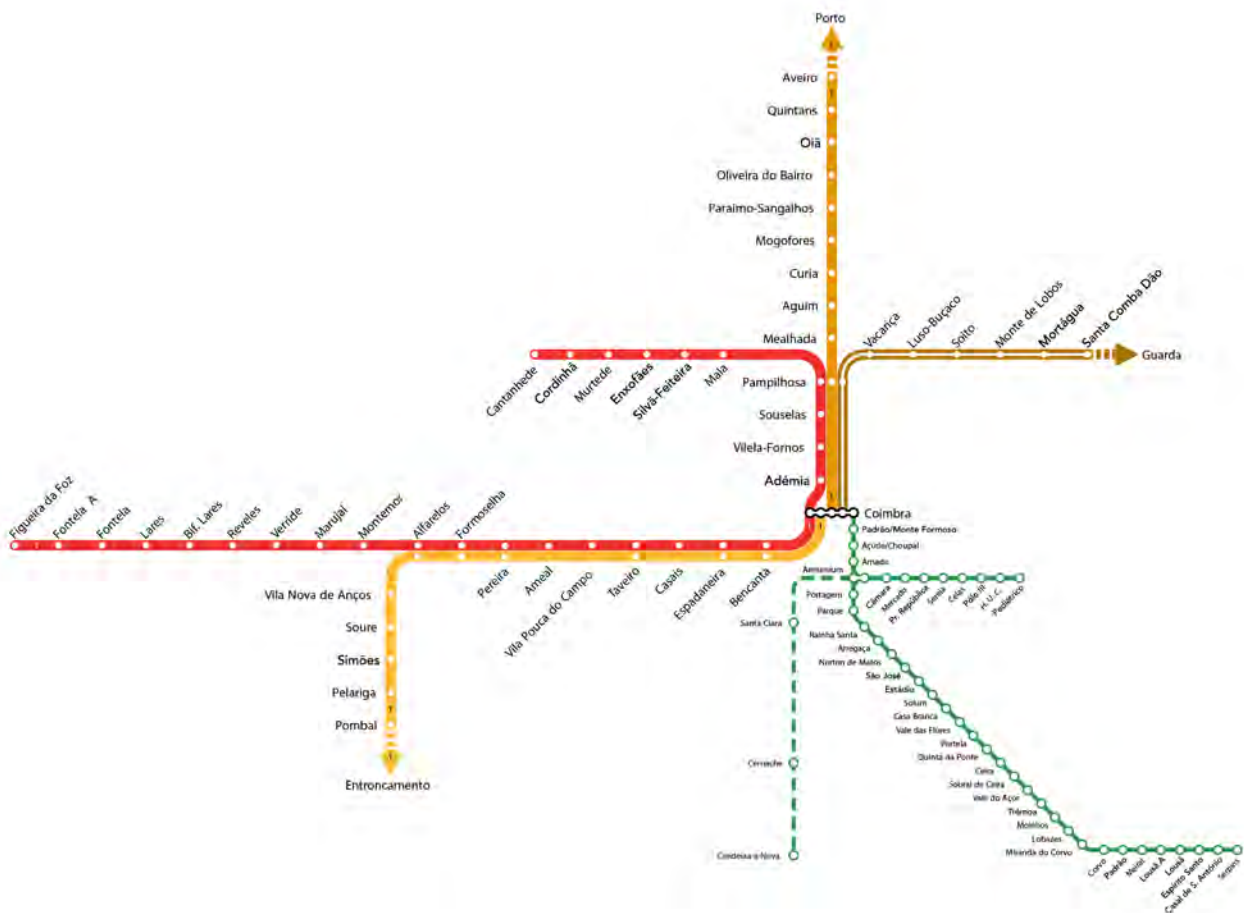 Porto
Aveiro
Quintans
Oiã
Oliveira do Bairro
Paraimo-Sangalhos
Mogofores
Curia
Aguim
Mealhada
Pampilhosa
Souselas
Vilela-Fornos
Adémia
Cantanhede
Cordinhã
Murtede
Enxofães
Silvã-Feiteira
Mala
Vacariça
Luso-Buçaco
Soito
Monte de Lobos
Mortágua
Santa Comba Dão
Guarda
Figueira da Foz
Fontela A
Fontela
Lares
Bif. Lares
Reveles
Verride
Marujal
Montemor
Alfarelos
Formoselha
Pereira
Ameal
Vila Pouca do Campo
Taveiro
Casais
Espadaneira
Bencanta
Vila Nova de Anços
Soure
Simões
Pelariga
Pombal
Entroncamento
Coimbra
Padrão/Monte Formoso
Açude/Choupal
Arnado
Aeminium
Câmara
Mercado
Pr. República
Sereia
Celas
Pólo III
H. U. C.
-Pediátrico
Portagem
Parque
Santa Clara
Cernache
Condeixa-a-Nova
Rainha Santa
Arregaça
Norton de Matos
São José
Estádio
Solum
Casa Branca
Vale das Flores
Portela
Quinta da Ponte
Ceira
Sobral de Ceira
Vale do Açor
Trémoa
Moinhos
Lobazes
Miranda do Corvo
Corvo
Padrão
Meiral
Lousã A
Lousã
Espírito Santo
Casal de S. António
Serpins